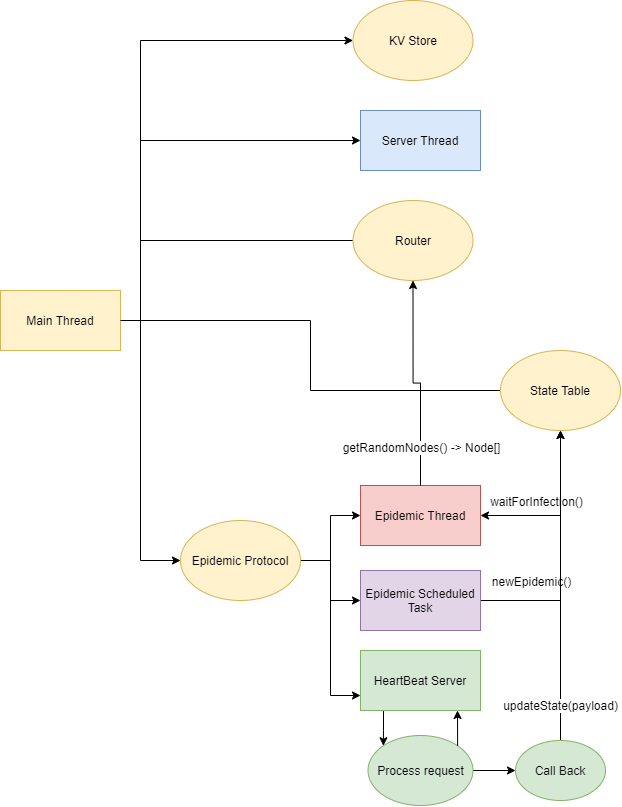 KV Store
Server Thread
Router
Main Thread
State Table
getRandomNodes() -> Node[]
waitForInfection()
Epidemic Thread
Epidemic Protocol
newEpidemic()
Epidemic Scheduled
Task
HeartBeat Server
updateState(payload)
Process request
Call Back